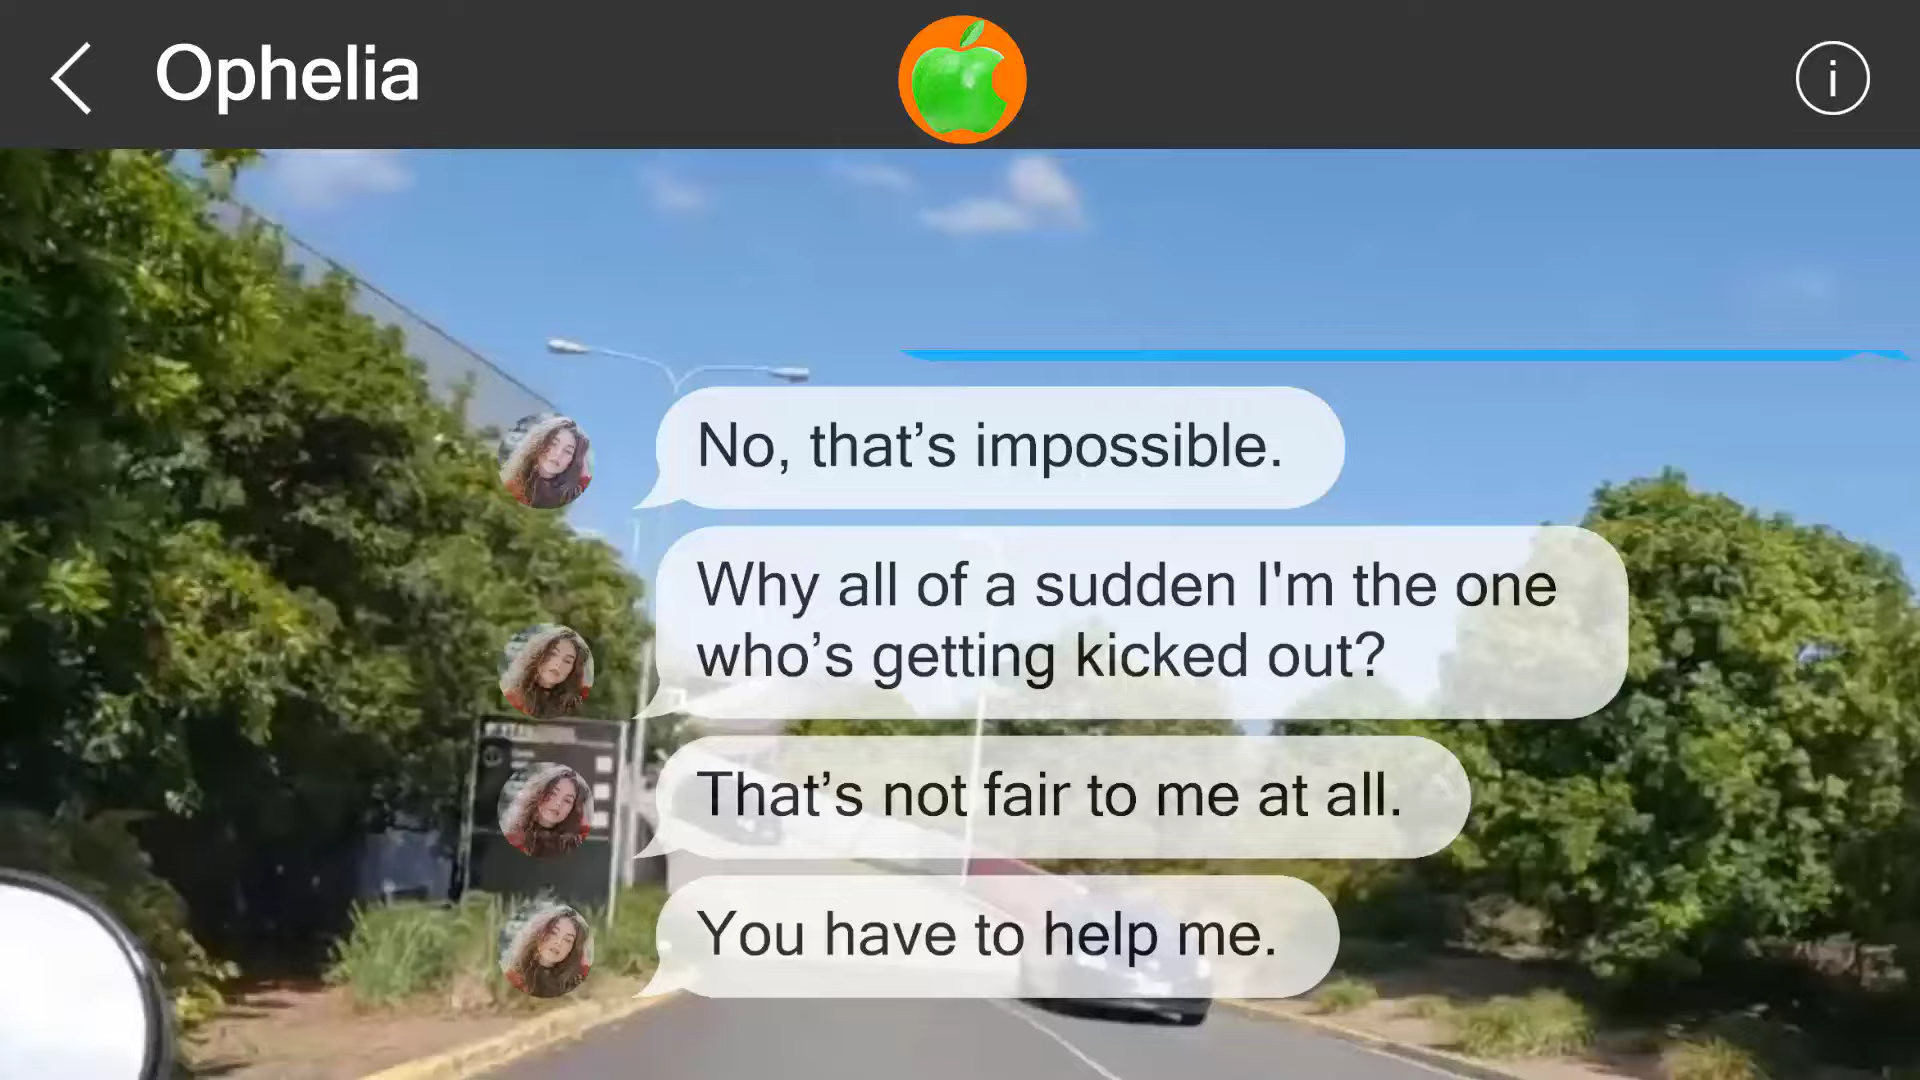 Ophelia
No, that’s impossible.
Why all of a sudden I'm the one
who’s getting kicked out?
That’s not fair to me at all.
You have to help me.